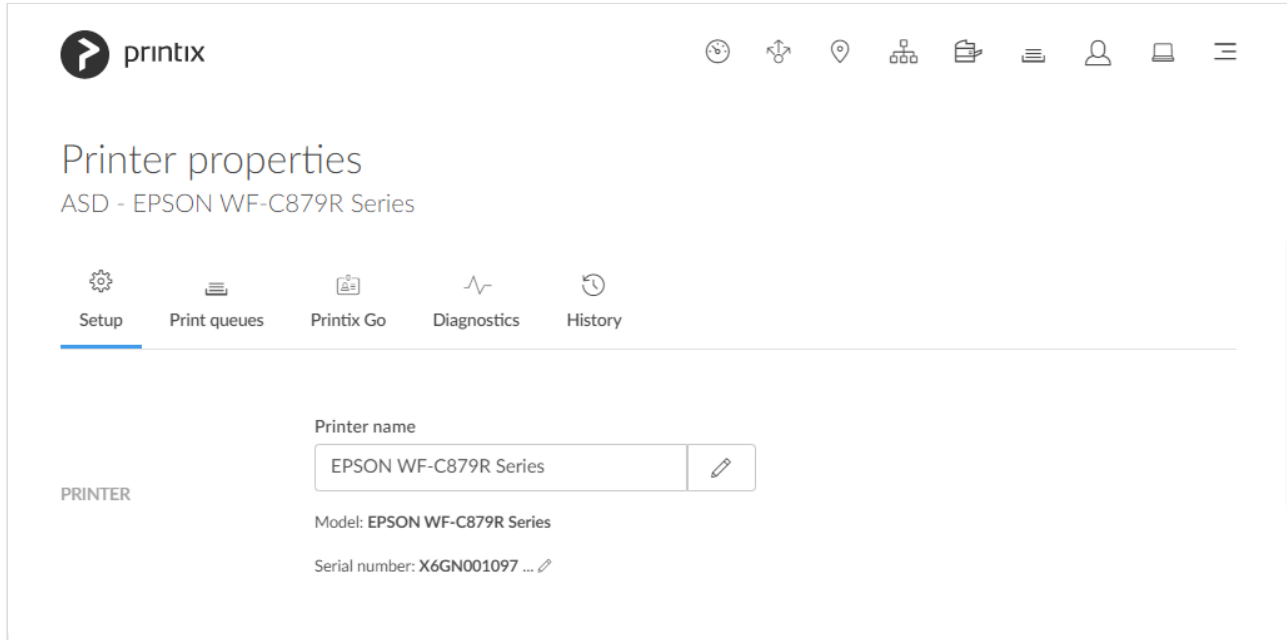 printix
Printer properties
ASD - EPSON WF-C879R Series
Setup
Print queues
Printix Go
Diagnostics
History
Printer name
EPSON WF-C879R Series
PRINTER
Model: EPSON WF-C879R Series
Serial number: X6GN001097 ...